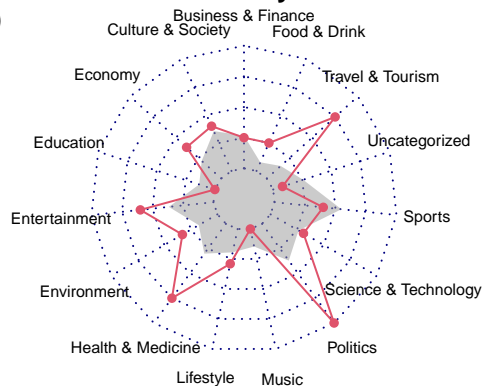 Business & Finance
Culture & Society
Food & Drink
Economy
Travel & Tourism
Education
Uncategorized
Entertainment
Sports
Environment
Science & Technology
Health & Medicine
Politics
Lifestyle
Music